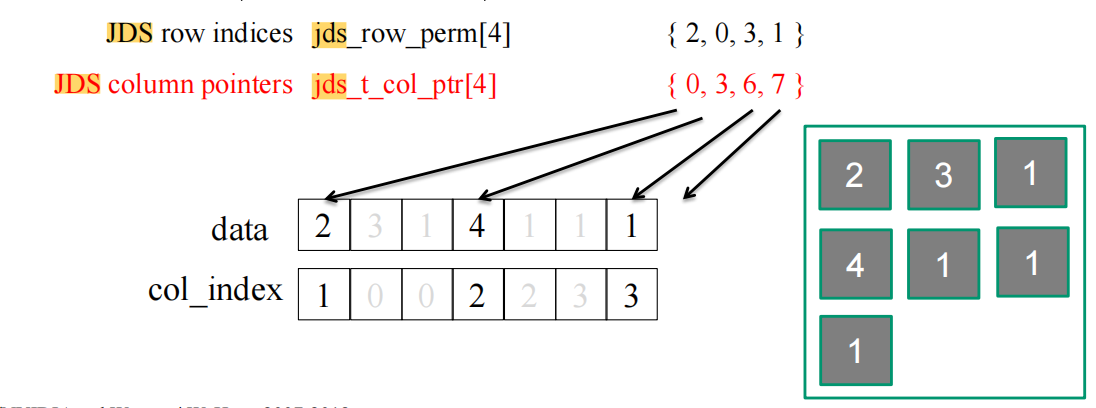 JDS row indices jds_row_perm[4] { 2, 0, 3, 1 }
JDS column pointers jds_t_col_ptr[4] { 0, 3, 6, 7 }
data 2 3 1 4 1 1 1
col_index 1 0 0 2 2 3 3
2 3 1
4 1 1
1